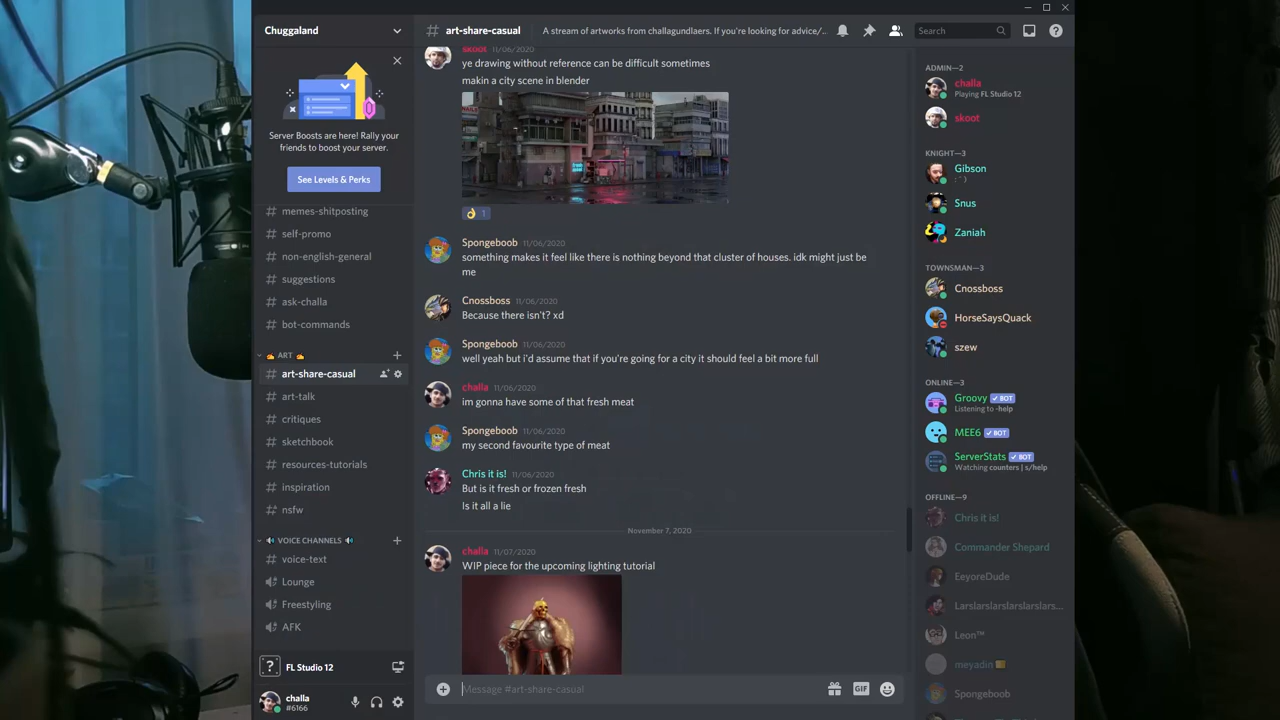 Chuggaland
art-share-casual
A stream of artworks from challagundlaers. If you're looking for advice/...
Search
Server Boosts are here! Rally your
friends to boost your server.
See Levels & Perks
memes-shitposting
self-promo
non-english-general
suggestions
ask-challa
bot-commands
ART
art-share-casual
art-talk
critiques
sketchbook
resources-tutorials
inspiration
nsfw
VOICE CHANNELS
voice-text
Lounge
Freestyling
AFK
FL Studio 12
challa
#6166
skoot 11/06/2020
ye drawing without reference can be difficult sometimes
makin a city scene in blender
1
Spongeboob 11/06/2020
something makes it feel like there is nothing beyond that cluster of houses. idk might just be
me
Cnossboss 11/06/2020
Because there isn't? xd
Spongeboob 11/06/2020
well yeah but i'd assume that if you're going for a city it should feel a bit more full
challa 11/06/2020
im gonna have some of that fresh meat
Spongeboob 11/06/2020
my second favourite type of meat
Chris it is! 11/06/2020
But is it fresh or frozen fresh
Is it all a lie
November 7, 2020
challa 11/07/2020
WIP piece for the upcoming lighting tutorial
Message #art-share-casual
GIF
ADMIN—2
challa
Playing FL Studio 12
skoot
KNIGHT—3
Gibson
: ˆ )
Snus
Zaniah
TOWNSMAN—3
Cnossboss
HorseSaysQuack
szew
ONLINE—3
Groovy BOT
Listening to -help
MEE6 BOT
ServerStats BOT
Watching counters | s/help
OFFLINE—9
Chris it is!
Commander Shepard
EeyoreDude
Larslarslarslarslarslars...
Leon™
meyadin
Spongeboob